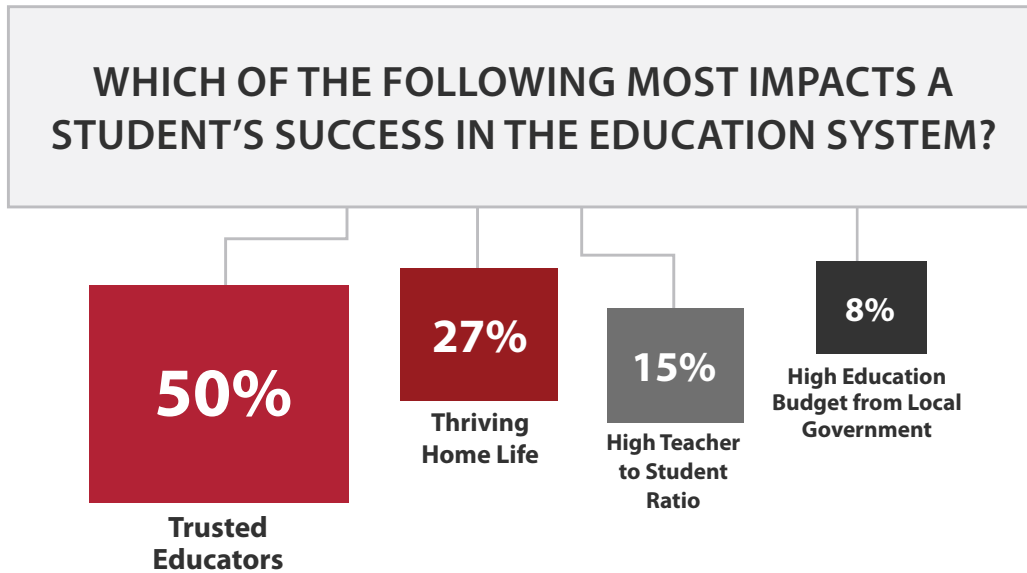 WHICH OF THE FOLLOWING MOST IMPACTS A
STUDENT’S SUCCESS IN THE EDUCATION SYSTEM?
50%
Trusted
Educators
27%
Thriving
Home Life
15%
High Teacher
to Student
Ratio
8%
High Education
Budget from Local
Government